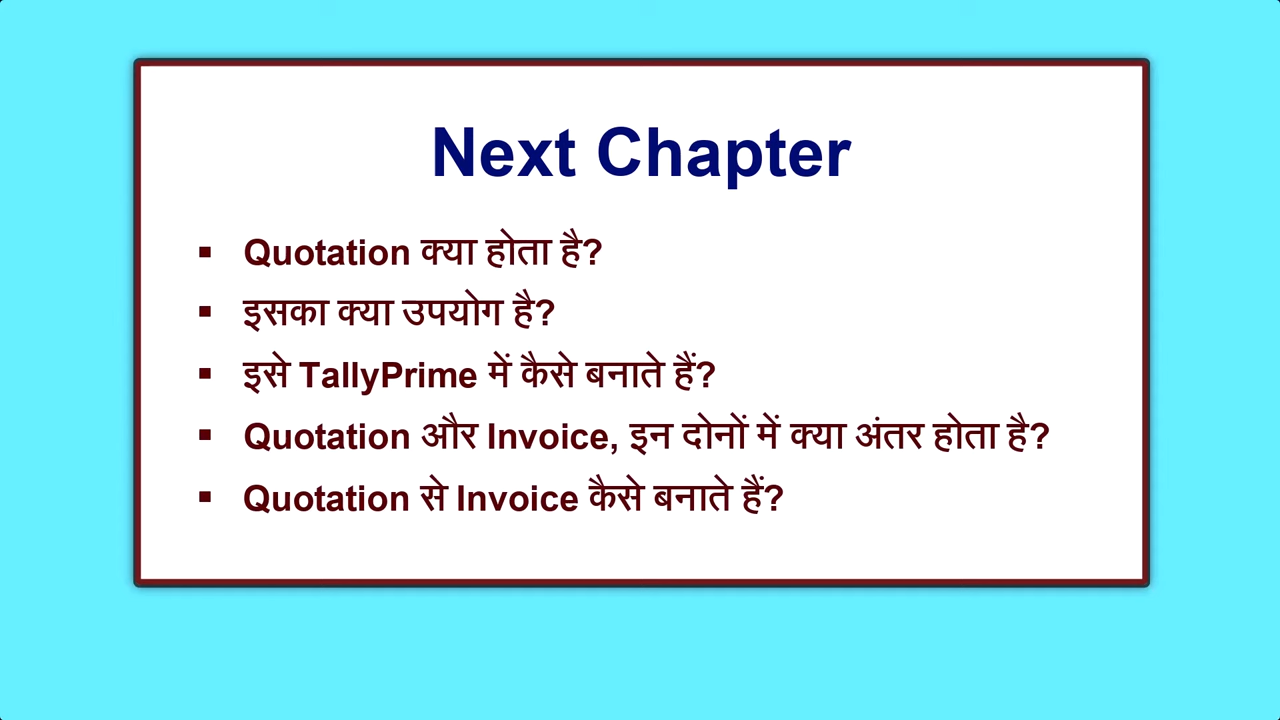 Next Chapter
▪ Quotation क्या होता है?
▪ इसका क्या उपयोग है?
▪ इसे TallyPrime में कैसे बनाते हैं?
▪ Quotation और Invoice, इन दोनों में क्या अंतर होता है?
▪ Quotation से Invoice कैसे बनाते हैं?